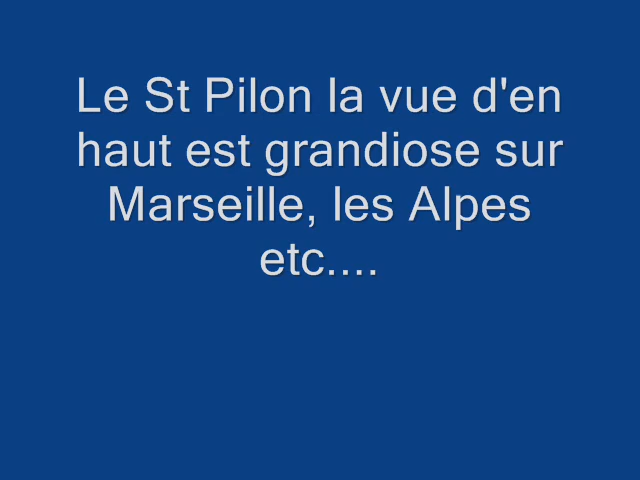 Le St Pilon la vue d'en
haut est grandiose sur
Marseille, les Alpes
etc....